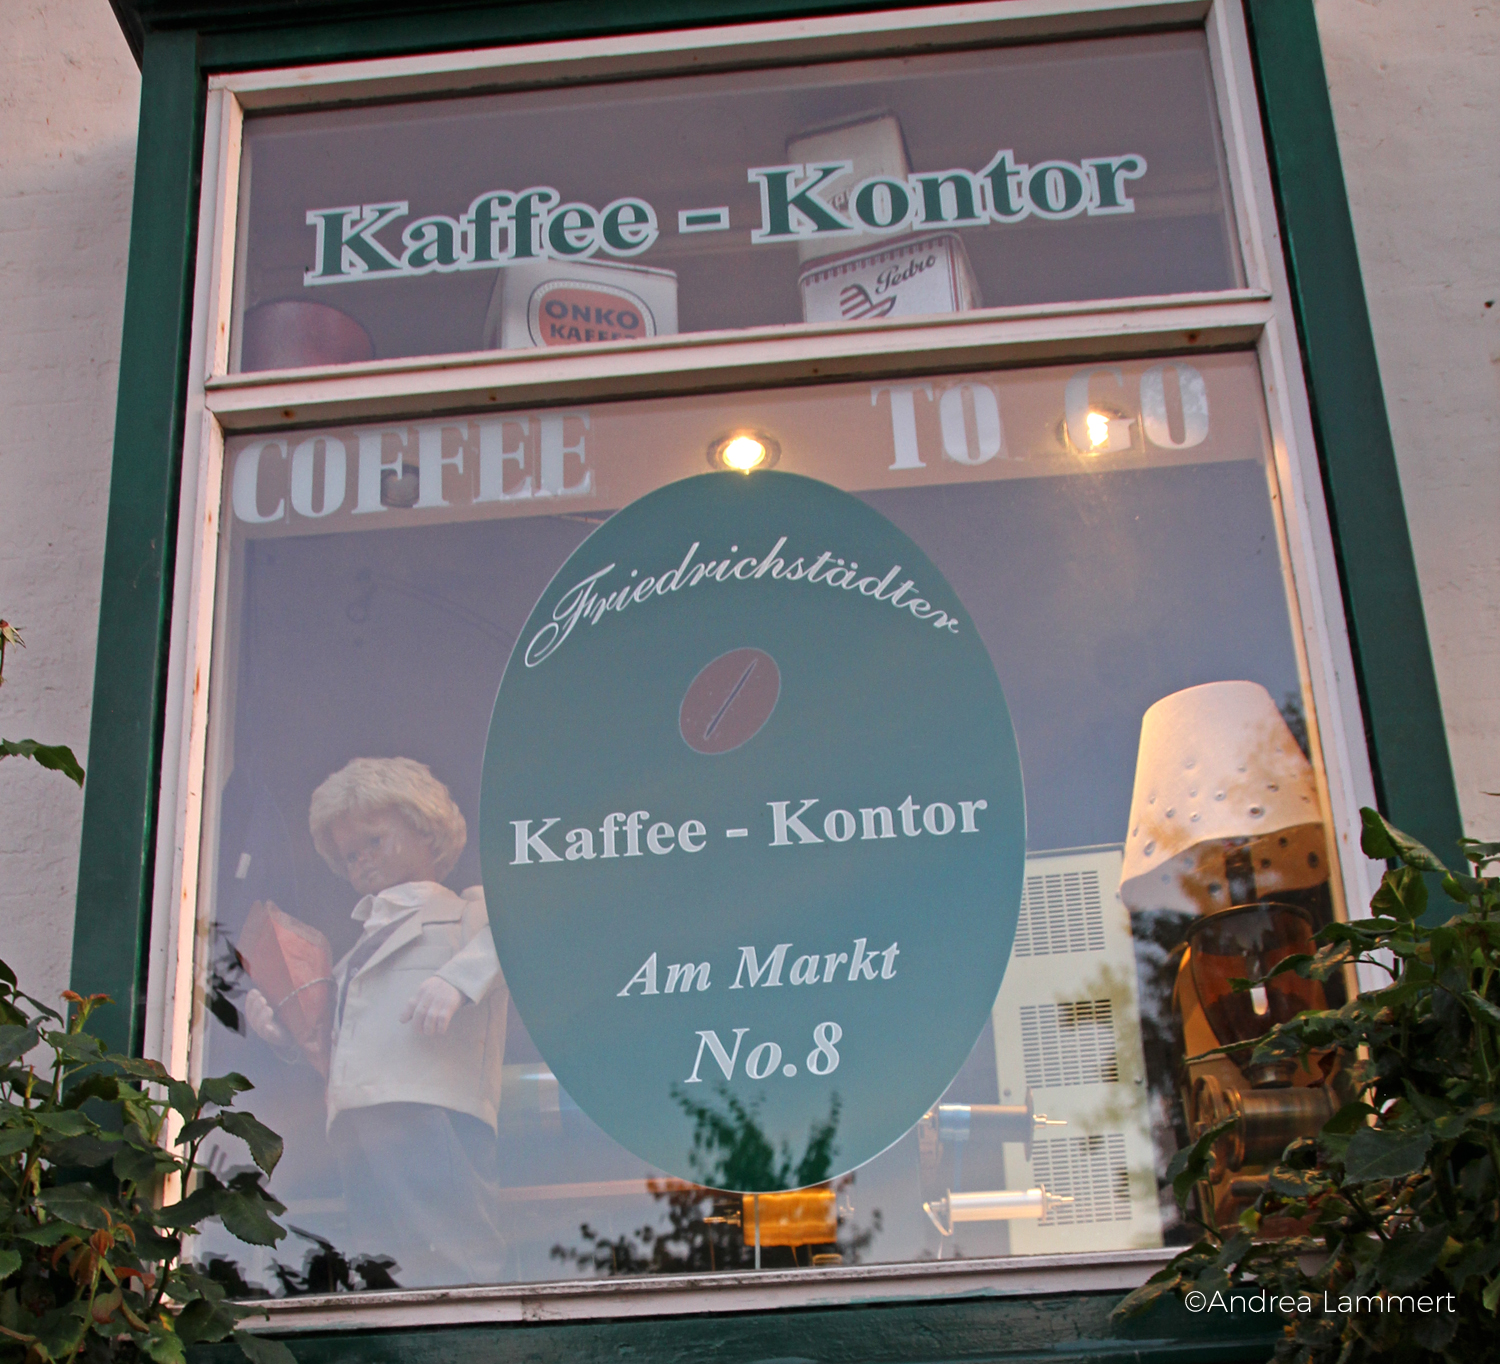 Kaffee - Kontor
ONKO
KAFFEE
Pedro
COFFEE TO GO
Friedrichstädter
Kaffee - Kontor
Am Markt
No.8
©Andrea Lammert